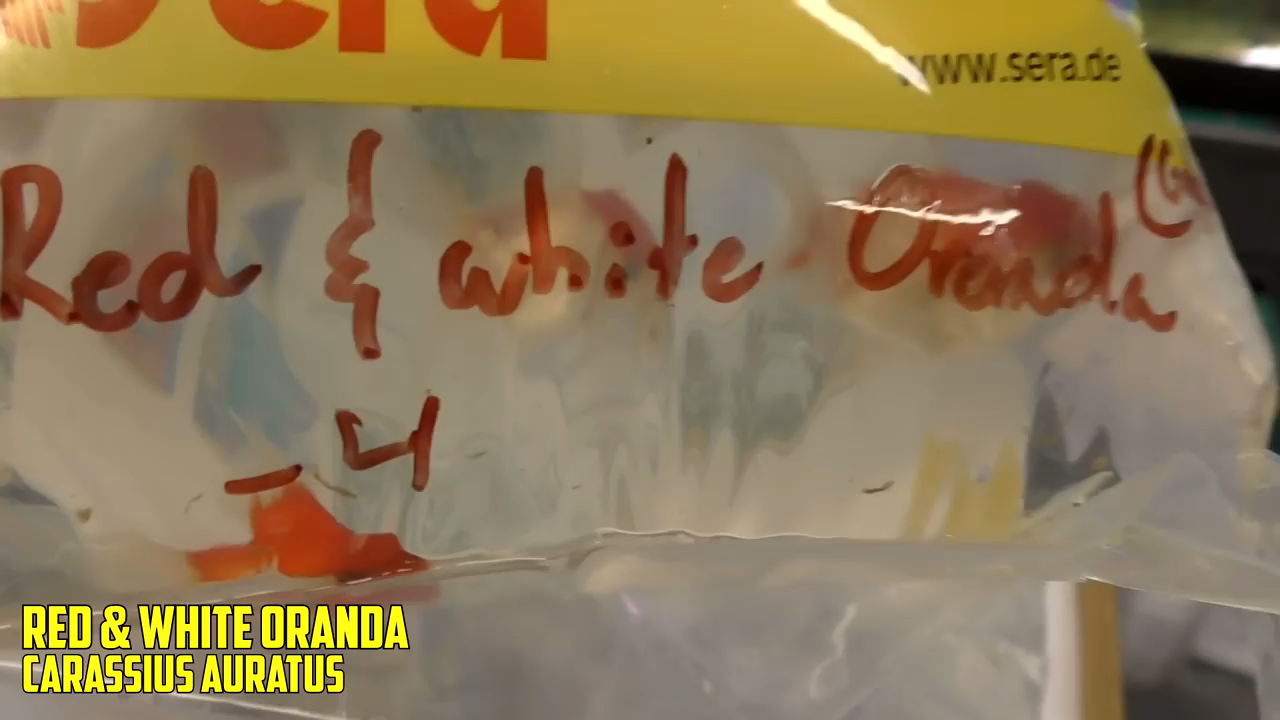 sera
www.sera.de
Red & white Oranda
- 4
RED & WHITE ORANDA
CARASSIUS AURATUS